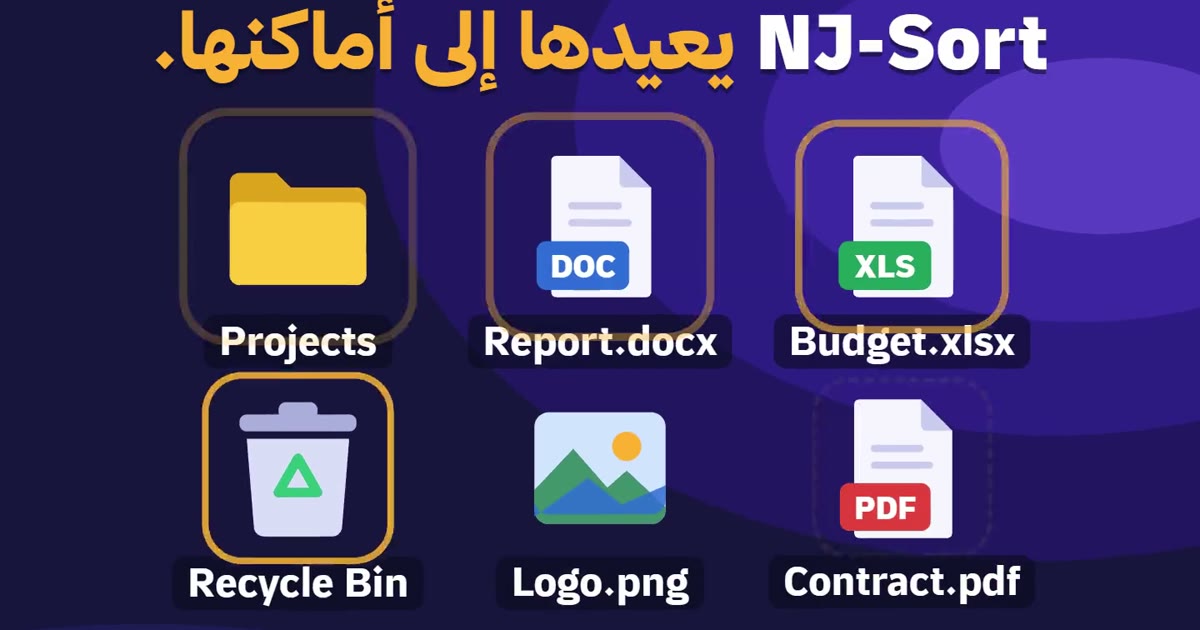 NJ-Sort يعيدها إلى أماكنها.
DOC
XLS
Projects
Report.docx
Budget.xlsx
PDF
Recycle Bin
Logo.png
Contract.pdf